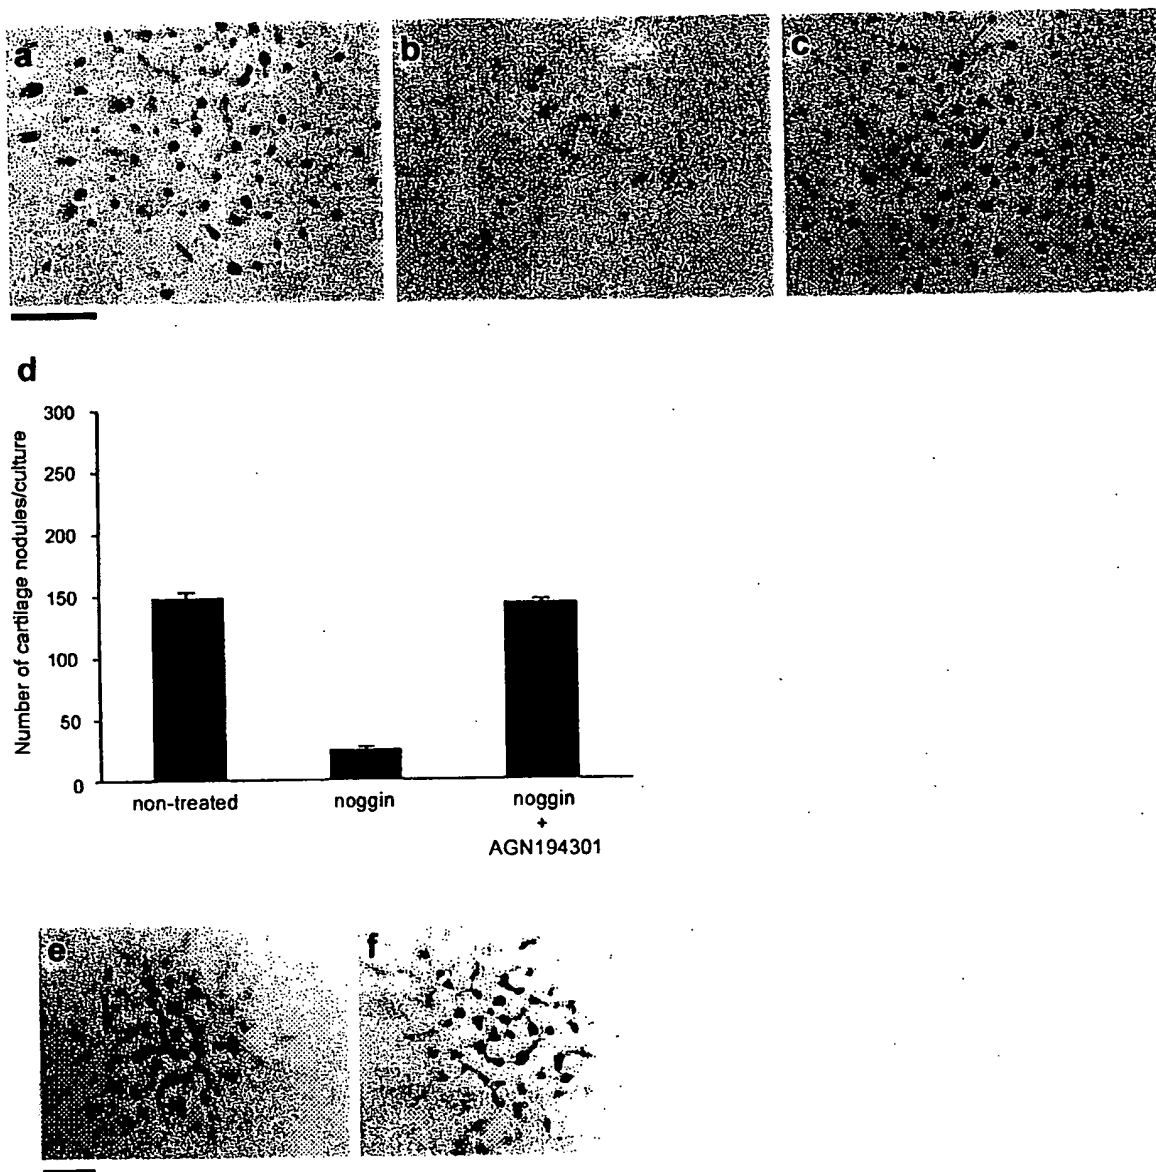 a
b
c
d
Number of cartilage nodules/culture
300
250
200
150
100
50
0
non-treated
noggin
noggin
+
AGN194301
e
f